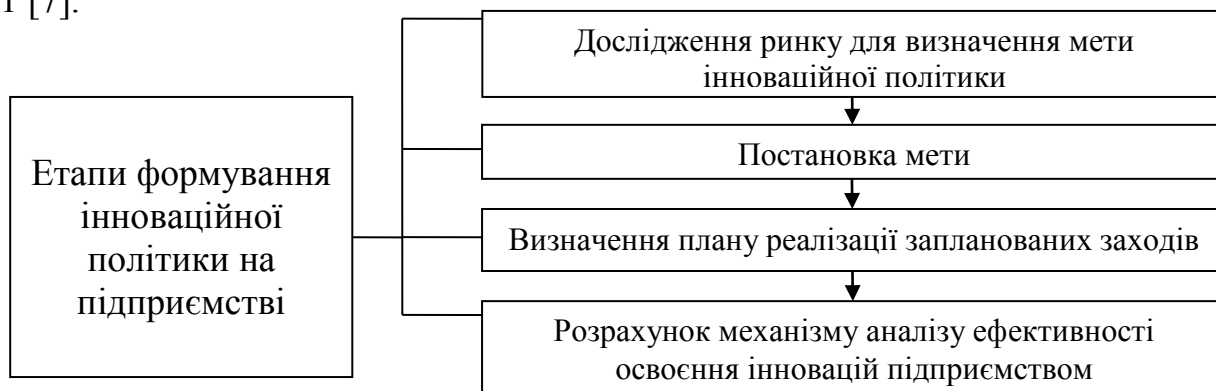 1 [7].
Дослідження ринку для визначення мети
інноваційної політики
Постановка мети
Етапи формування
інноваційної
політики на
підприємстві
Визначення плану реалізації запланованих заходів
Розрахунок механізму аналізу ефективності
освоєння інновацій підприємством